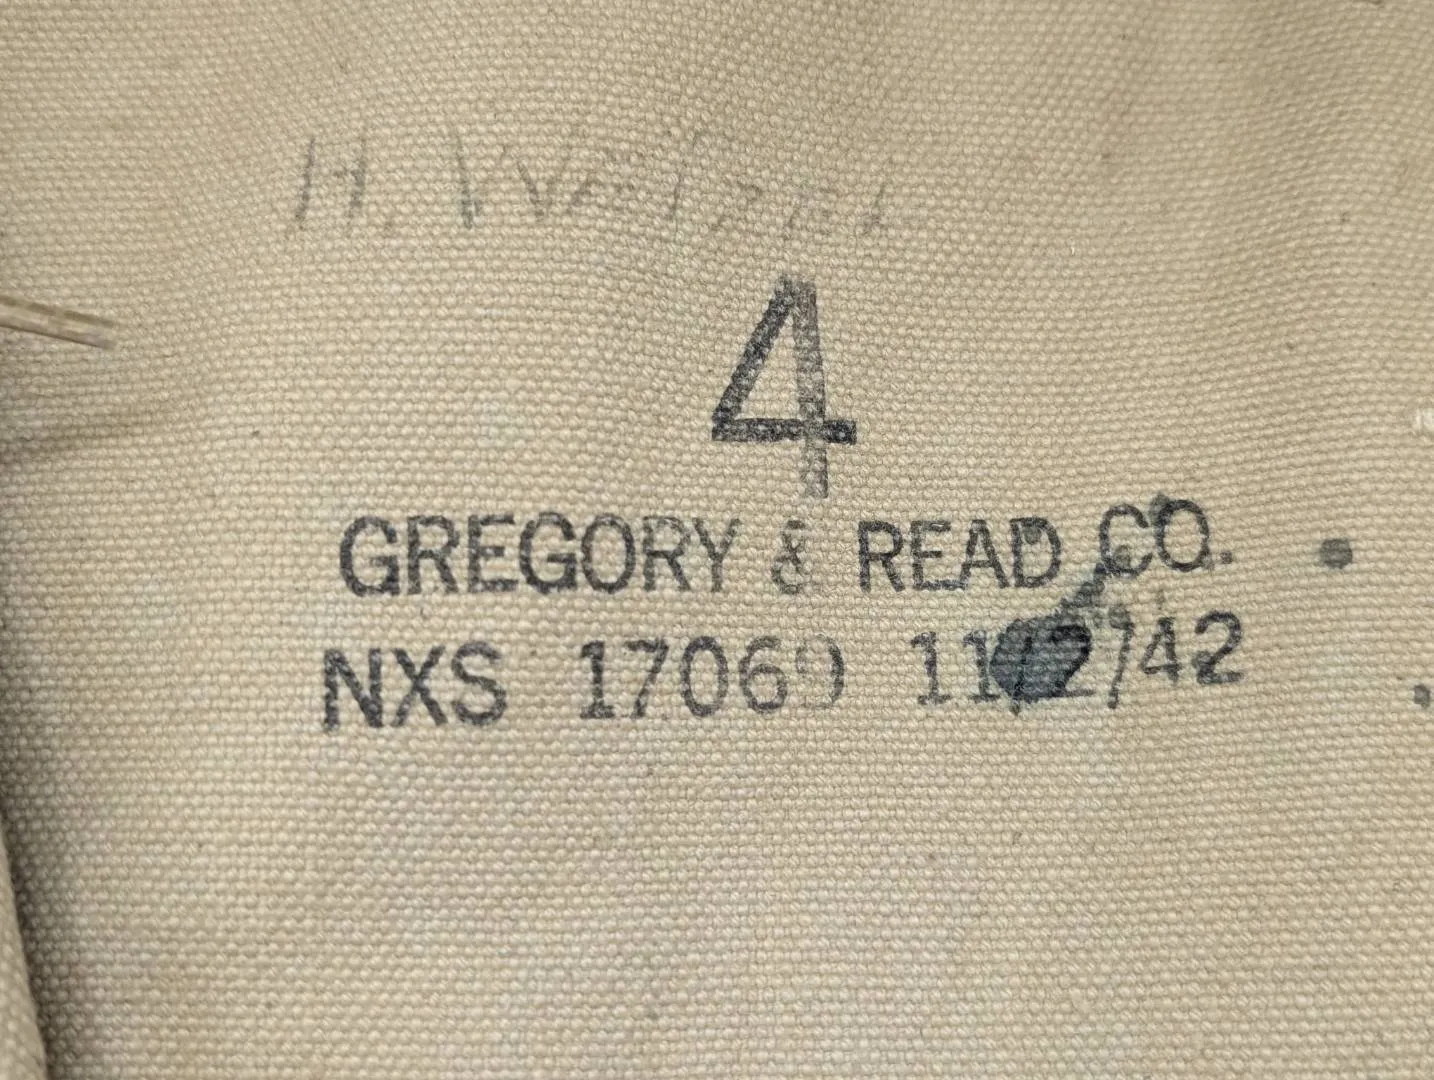 H.
4
GREGORY & READ CO.
NXS 17069 11/2/42